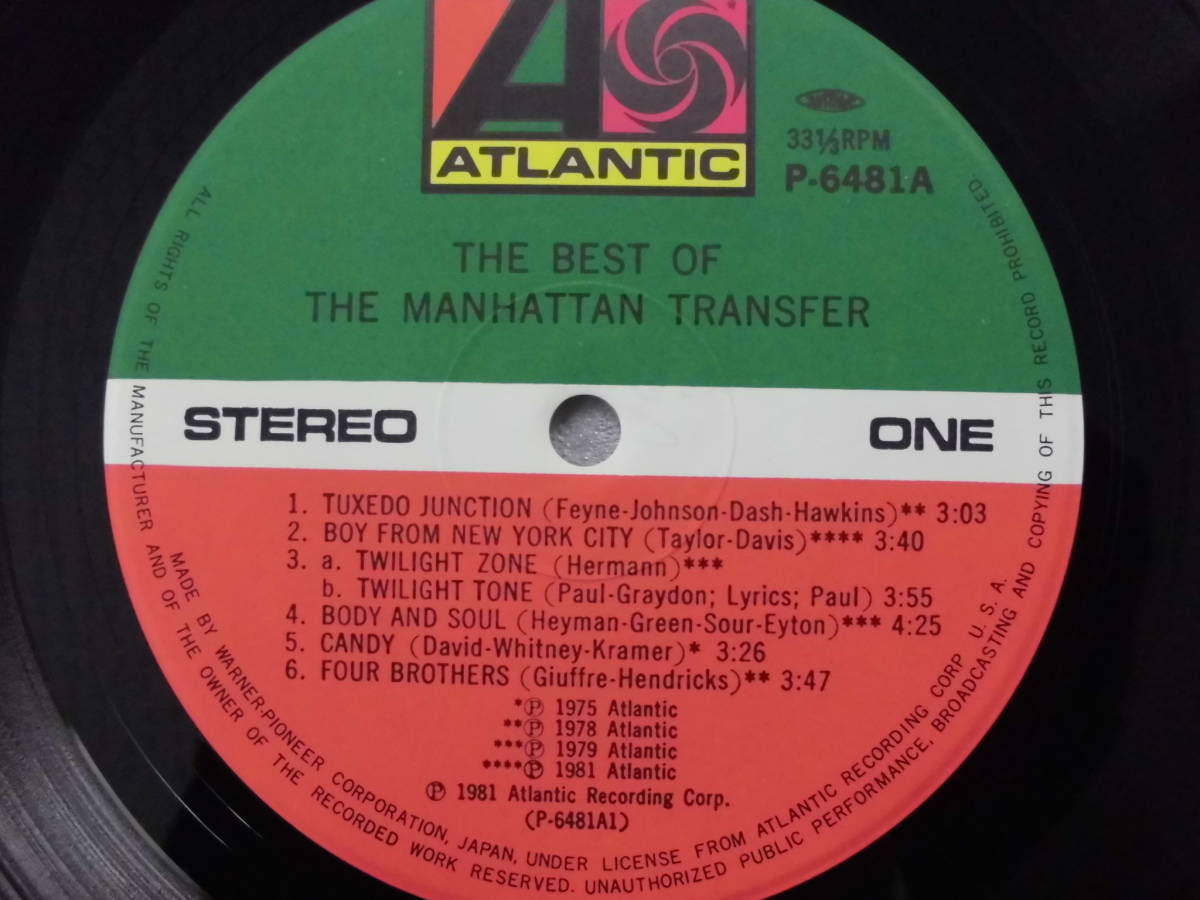 ATLANTIC
33⅓RPM
P-6481A
THE BEST OF
THE MANHATTAN TRANSFER
STEREO
ONE
1. TUXEDO JUNCTION (Feyne-Johnson-Dash-Hawkins)** 3:03
2. BOY FROM NEW YORK CITY (Taylor-Davis)**** 3:40
3. a. TWILIGHT ZONE (Hermann)***
b. TWILIGHT TONE (Paul-Graydon; Lyrics; Paul) 3:55
4. BODY AND SOUL (Heyman-Green-Sour-Eyton)*** 4:25
5. CANDY (David-Whitney-Kramer)* 3:26
6. FOUR BROTHERS (Giuffre-Hendricks)** 3:47
*Ⓟ 1975 Atlantic
**Ⓟ 1978 Atlantic
***Ⓟ 1979 Atlantic
****Ⓟ 1981 Atlantic
Ⓟ 1981 Atlantic Recording Corp.
(P-6481A1)
MADE BY WARNER-PIONEER CORPORATION, JAPAN, UNDER LICENSE FROM ATLANTIC RECORDING CORP U. S. A.
ALL RIGHTS OF THE MANUFACTURER AND OF THE OWNER OF THE RECORDED WORK RESERVED. UNAUTHORIZED PUBLIC PERFORMANCE, BROADCASTING AND COPYING OF THIS RECORD PROHIBITED.